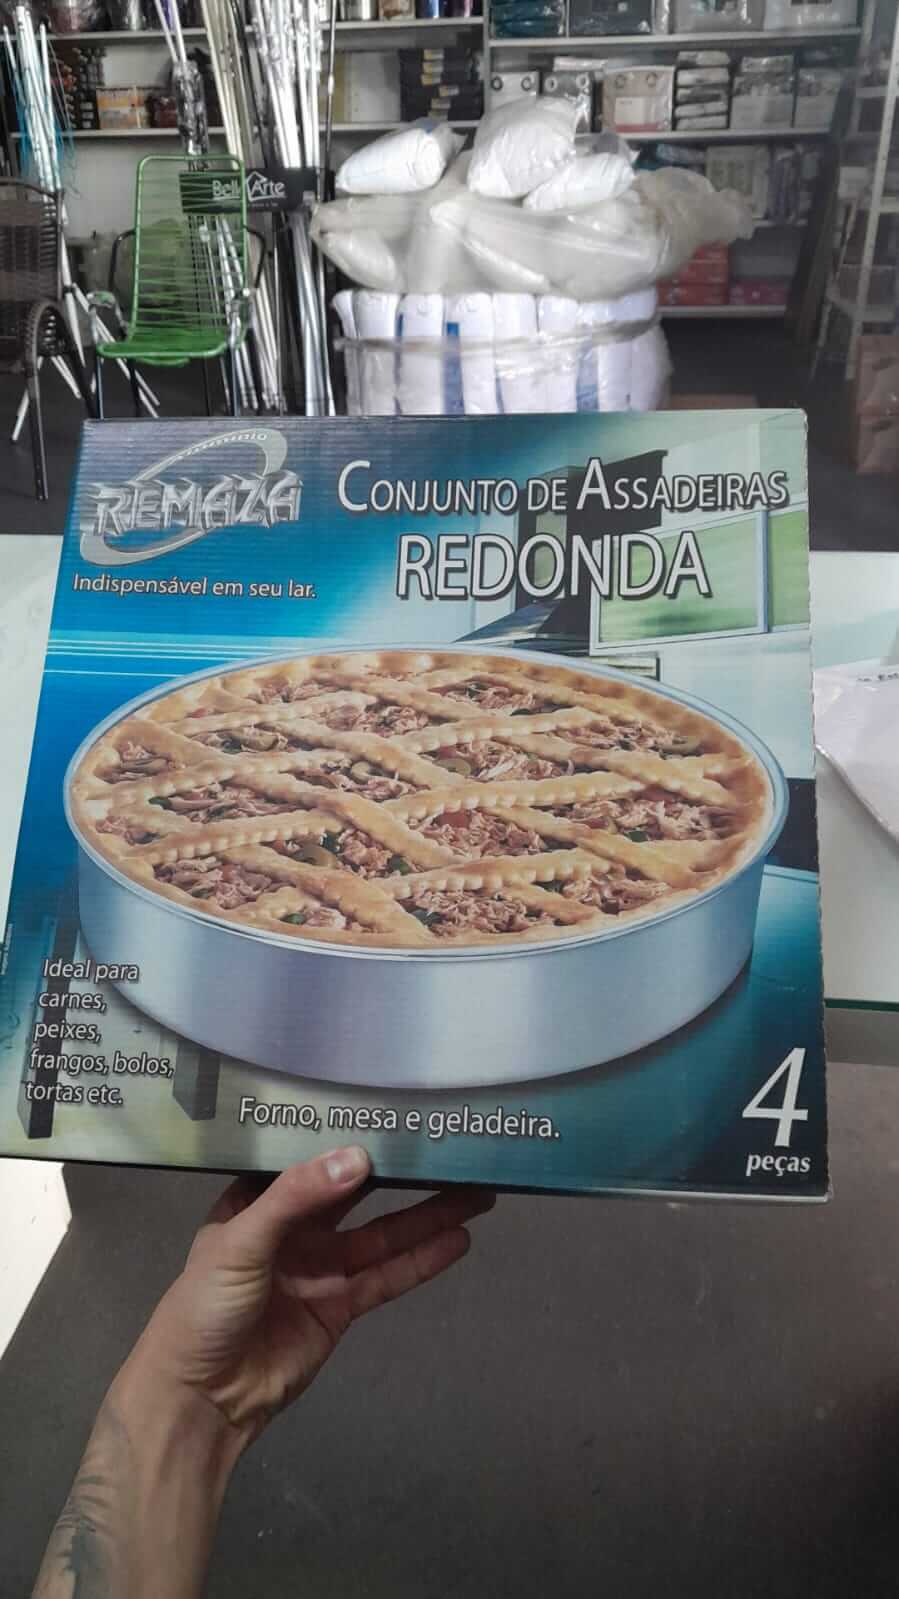 Bell Arte
Alumínio
REMAZA
Indispensável em seu lar.
CONJUNTO DE ASSADEIRAS
REDONDA
Ideal para
carnes,
peixes,
frangos, bolos,
tortas etc.
Forno, mesa e geladeira.
4
peças